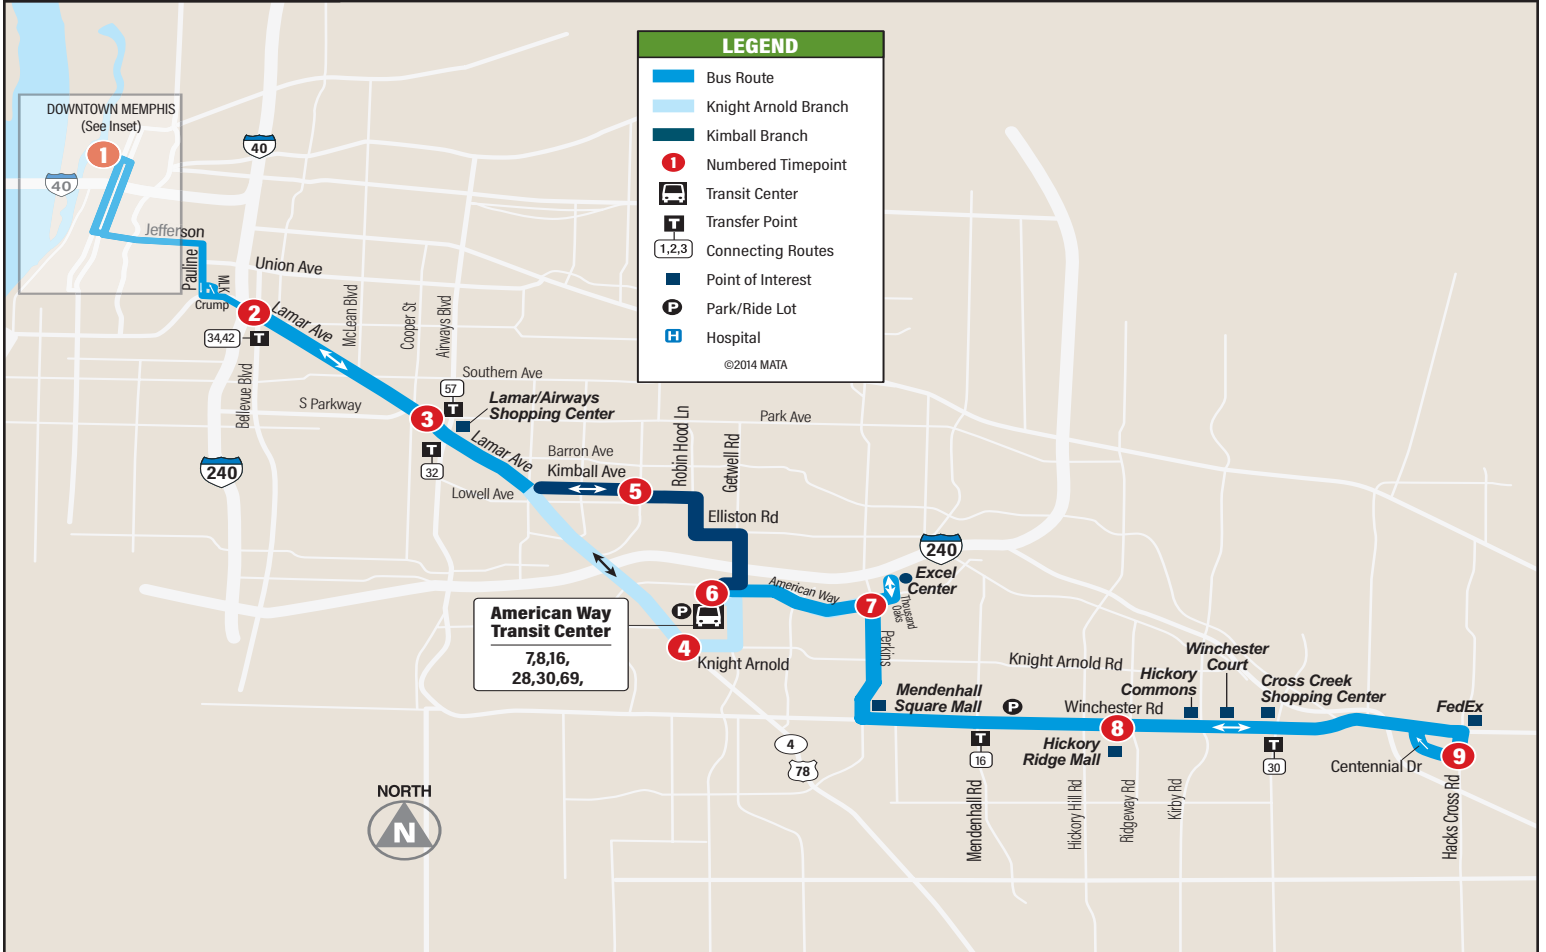 LEGEND
Bus Route
Knight Arnold Branch
Kimball Branch
1
Numbered Timepoint
Transit Center
T
Transfer Point
1,2,3
Connecting Routes
Point of Interest
P
Park/Ride Lot
H
Hospital
©2014 MATA
DOWNTOWN MEMPHIS
(See Inset)
1
40
40
Jefferson
Pauline
MLK
Crump
Union Ave
2
Lamar Ave
34,42
T
Bellevue Blvd
McLean Blvd
Cooper St
Airways Blvd
Southern Ave
S Parkway
57
T
3
Lamar/Airways
Shopping Center
T
32
240
Lamar Ave
Barron Ave
Kimball Ave
Lowell Ave
5
Robin Hood Ln
Getwell Rd
Park Ave
Elliston Rd
240
6
P
American Way
Transit Center
7,8,16,
28,30,69,
4
Knight Arnold
American Way
7
Excel
Center
Thousand
Oaks
Perkins
Knight Arnold Rd
Mendenhall
Square Mall
P
Winchester Rd
8
Hickory
Commons
Winchester
Court
Cross Creek
Shopping Center
FedEx
T
16
Hickory
Ridge Mall
T
30
Centennial Dr
9
Mendenhall Rd
Hickory Hill Rd
Ridgeway Rd
Kirby Rd
Hacks Cross Rd
4
78
NORTH
N